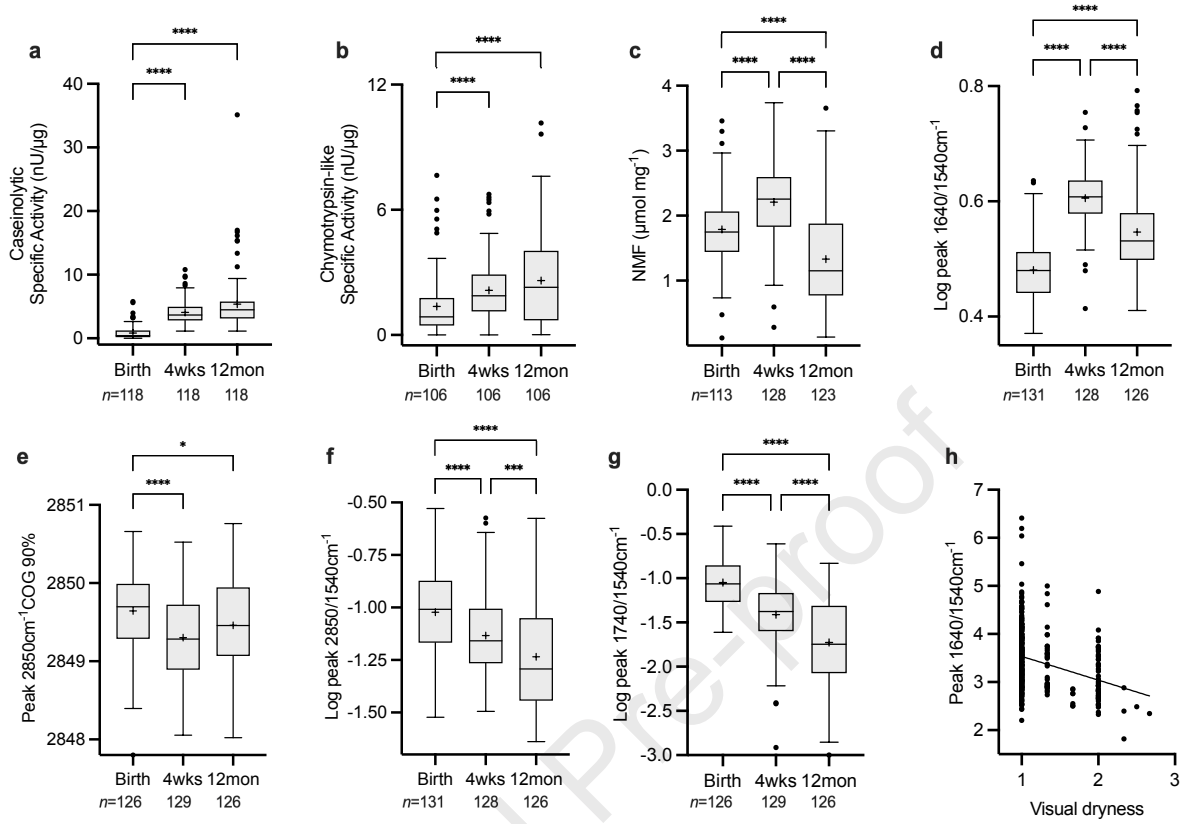 a
****
****
Caseinolytic
Specific Activity (nU/µg)
40
30
20
10
0
Birth 4wks 12mon
n=118 118 118
b
****
****
Chymotrypsin-like
Specific Activity (nU/µg)
12
6
0
Birth 4wks 12mon
n=106 106 106
c
****
**** ****
NMF (µmol mg-1)
4
3
2
1
Birth 4wks 12mon
n=113 128 123
d
****
**** ****
Log peak 1640/1540cm-1
0.8
0.6
0.4
Birth 4wks 12mon
n=131 128 126
e
*
****
Peak 2850cm-1COG 90%
2851
2850
2849
2848
Birth 4wks 12mon
n=126 129 126
f
****
**** ***
Log peak 2850/1540cm-1
-0.50
-0.75
-1.00
-1.25
-1.50
Birth 4wks 12mon
n=131 128 126
g
****
**** ****
Log peak 1740/1540cm-1
0.0
-0.5
-1.0
-1.5
-2.0
-2.5
-3.0
Birth 4wks 12mon
n=126 129 126
h
Peak 1640/1540cm-1
7
6
5
4
3
2
1 2 3
Visual dryness
Pre-proof